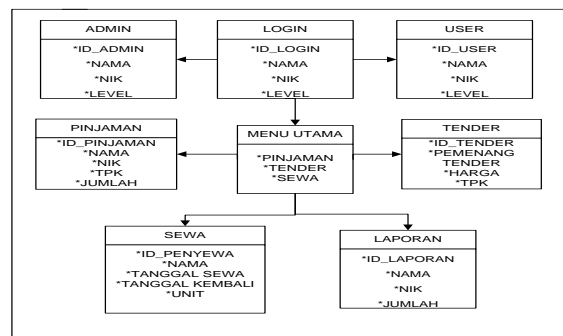 ADMIN
*ID_ADMIN
*NAMA
*NIK
*LEVEL
LOGIN
*ID_LOGIN
*NAMA
*NIK
*LEVEL
USER
*ID_USER
*NAMA
*NIK
*LEVEL
PINJAMAN
*ID_PINJAMAN
*NAMA
*NIK
*TPK
*JUMLAH
MENU UTAMA
*PINJAMAN
*TENDER
*SEWA
TENDER
*ID_TENDER
*PEMENANG
TENDER
*HARGA
*TPK
SEWA
*ID_PENYEWA
*NAMA
*TANGGAL SEWA
*TANGGAL KEMBALI
*UNIT
LAPORAN
*ID_LAPORAN
*NAMA
*NIK
*JUMLAH